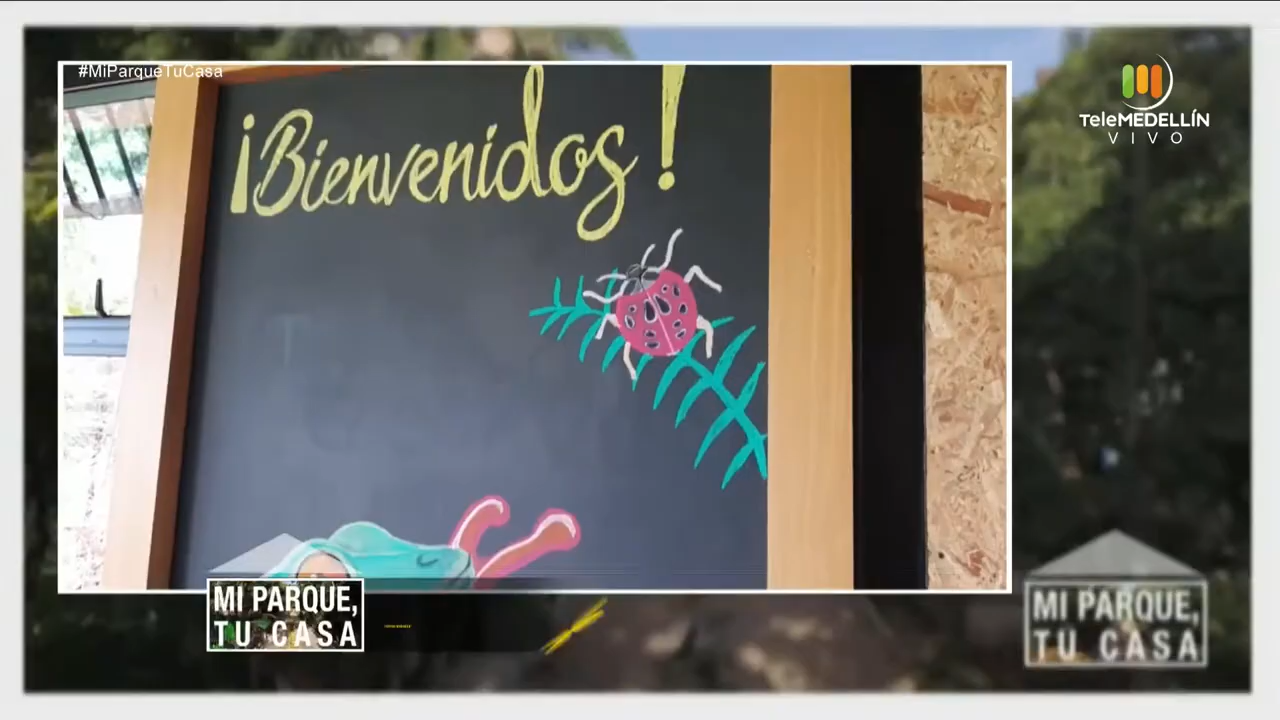 #MiParqueTuCasa
TeleMEDELLÍN
VIVO
¡Bienvenidos!
MI PARQUE,
TU CASA
MI PARQUE,
TU CASA